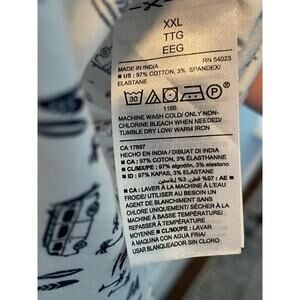 XXL
TTG
EEG
MADE IN INDIA
RN 54023
■ US : 97% COTTON, 3% SPANDEX/
ELASTANE
30
P
1186
MACHINE WASH COLD/ ONLY NON-
CHLORINE BLEACH WHEN NEEDED/
TUMBLE DRY LOW/ WARM IRON
CA 17897
HECHO EN INDIA / DIBUAT DI INDIA
■ CA : 97% COTON, 3% ÉLASTHANNE
■ 97% algodón, 3% elastano
■ ID : 97% KAPAS, 3% ELASTANE
■ CA : LAVER À LA MACHINE À L'EAU
FROIDE/ UTILISER AU BESOIN UN
AGENT DE BLANCHIMENT SANS
CHLORE UNIQUEMENT/ SÉCHER À LA
MACHINE À BASSE TEMPÉRATURE/
REPASSER À TEMPÉRATURE
MOYENNE ■ LAVAR
A MAQUINA CON AGUA FRIA/
USAR BLANQUEADOR SIN CLORO